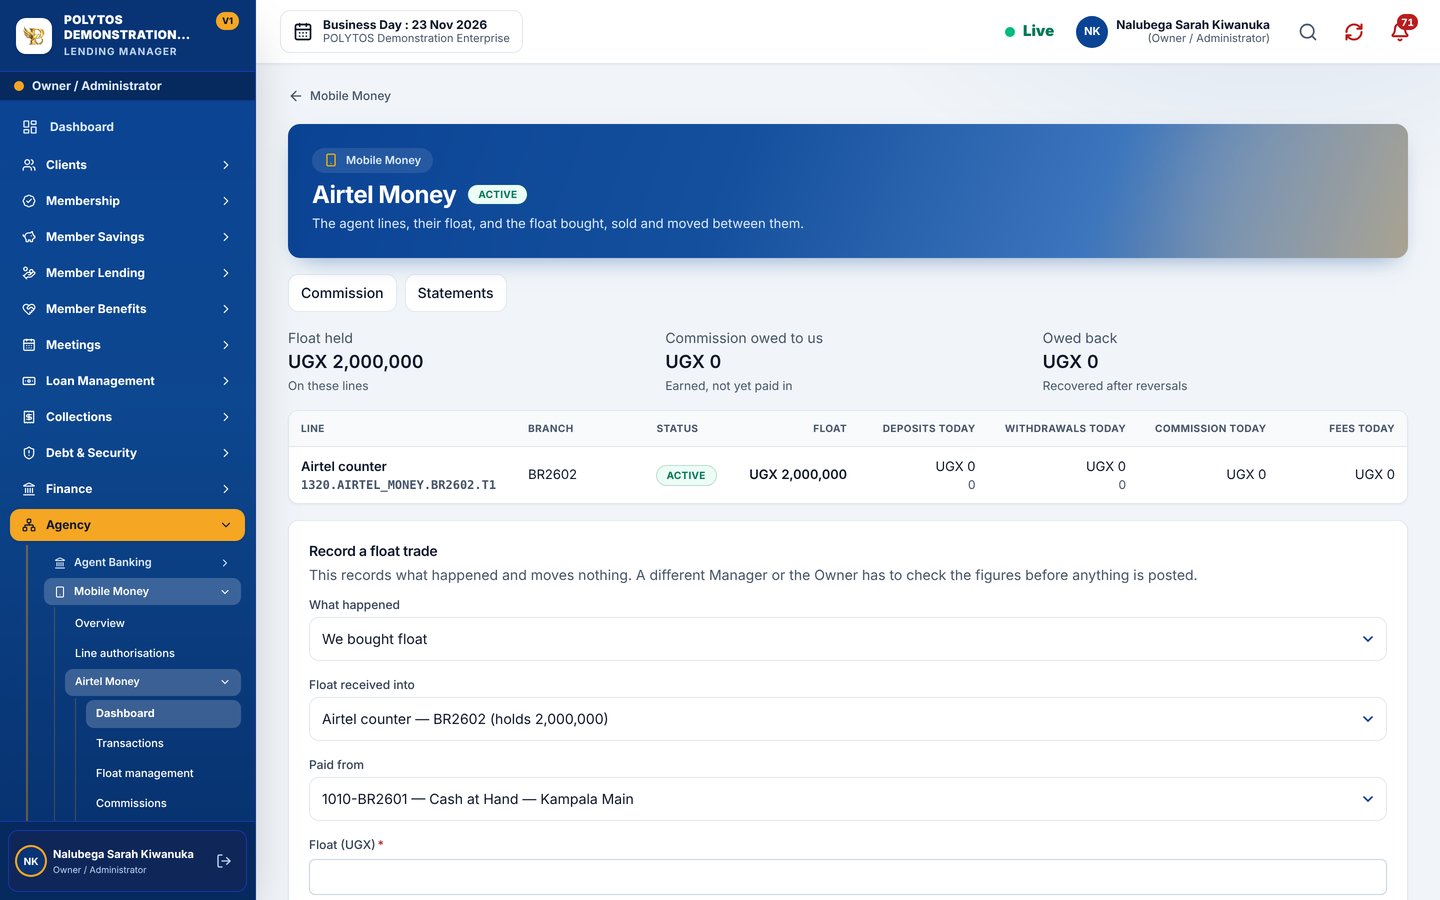 POLYTOS
DEMONSTRATION...
LENDING MANAGER
V1
Owner / Administrator
Dashboard
Clients
Membership
Member Savings
Member Lending
Member Benefits
Meetings
Loan Management
Collections
Debt & Security
Finance
Agency
Agent Banking
Mobile Money
Overview
Line authorisations
Airtel Money
Dashboard
Transactions
Float management
Commissions
NK
Nalubega Sarah Kiwanuka
Owner / Administrator
Business Day : 23 Nov 2026
POLYTOS Demonstration Enterprise
Live
NK
Nalubega Sarah Kiwanuka
(Owner / Administrator)
71
Mobile Money
Mobile Money
Airtel Money ACTIVE
The agent lines, their float, and the float bought, sold and moved between them.
Commission Statements
Float held
UGX 2,000,000
On these lines
Commission owed to us
UGX 0
Earned, not yet paid in
Owed back
UGX 0
Recovered after reversals
LINE BRANCH STATUS FLOAT DEPOSITS TODAY WITHDRAWALS TODAY COMMISSION TODAY FEES TODAY
Airtel counter BR2602 ACTIVE UGX 2,000,000 UGX 0 UGX 0 UGX 0 UGX 0
1320.AIRTEL_MONEY.BR2602.T1 0 0
Record a float trade
This records what happened and moves nothing. A different Manager or the Owner has to check the figures before anything is posted.
What happened
We bought float
Float received into
Airtel counter — BR2602 (holds 2,000,000)
Paid from
1010-BR2601 — Cash at Hand — Kampala Main
Float (UGX) *